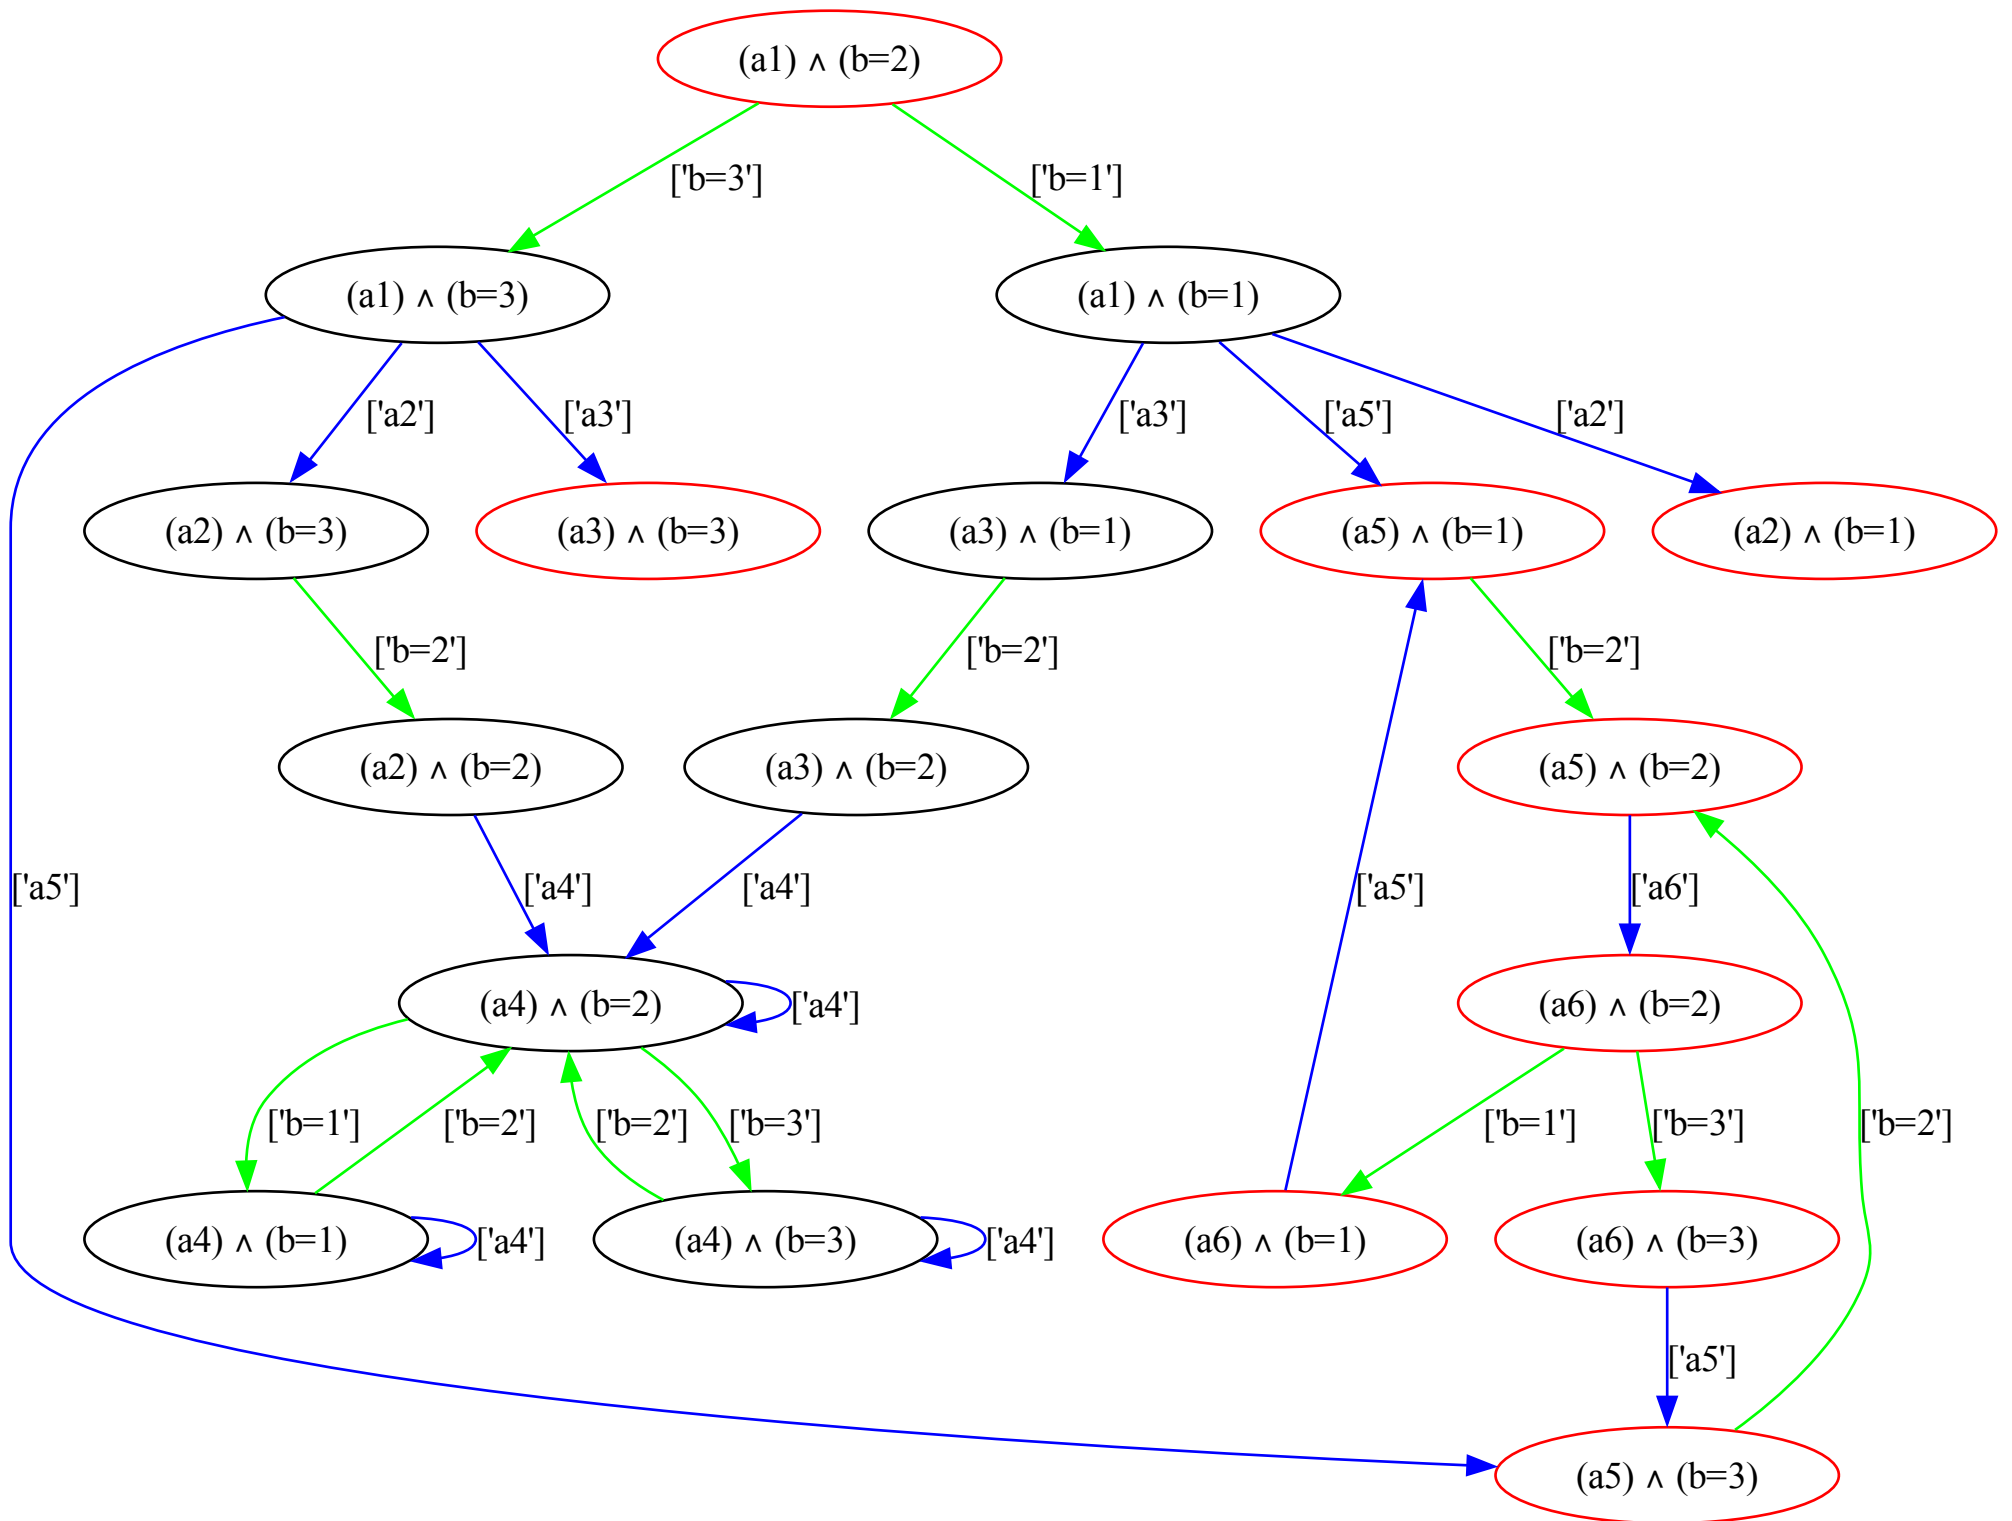 (a1) ∧ (b=2)
['b=3']
['b=1']
(a1) ∧ (b=3)
(a1) ∧ (b=1)
['a2']
['a3']
['a3']
['a5']
['a2']
(a2) ∧ (b=3)
(a3) ∧ (b=3)
(a3) ∧ (b=1)
(a5) ∧ (b=1)
(a2) ∧ (b=1)
['b=2']
['b=2']
['b=2']
(a2) ∧ (b=2)
(a3) ∧ (b=2)
(a5) ∧ (b=2)
['a5']
['a4']
['a4']
['a5']
['a6']
(a4) ∧ (b=2)
['a4']
(a6) ∧ (b=2)
['b=1']
['b=2']
['b=2']
['b=3']
['b=1']
['b=3']
['b=2']
(a4) ∧ (b=1)
['a4']
(a4) ∧ (b=3)
['a4']
(a6) ∧ (b=1)
(a6) ∧ (b=3)
['a5']
(a5) ∧ (b=3)